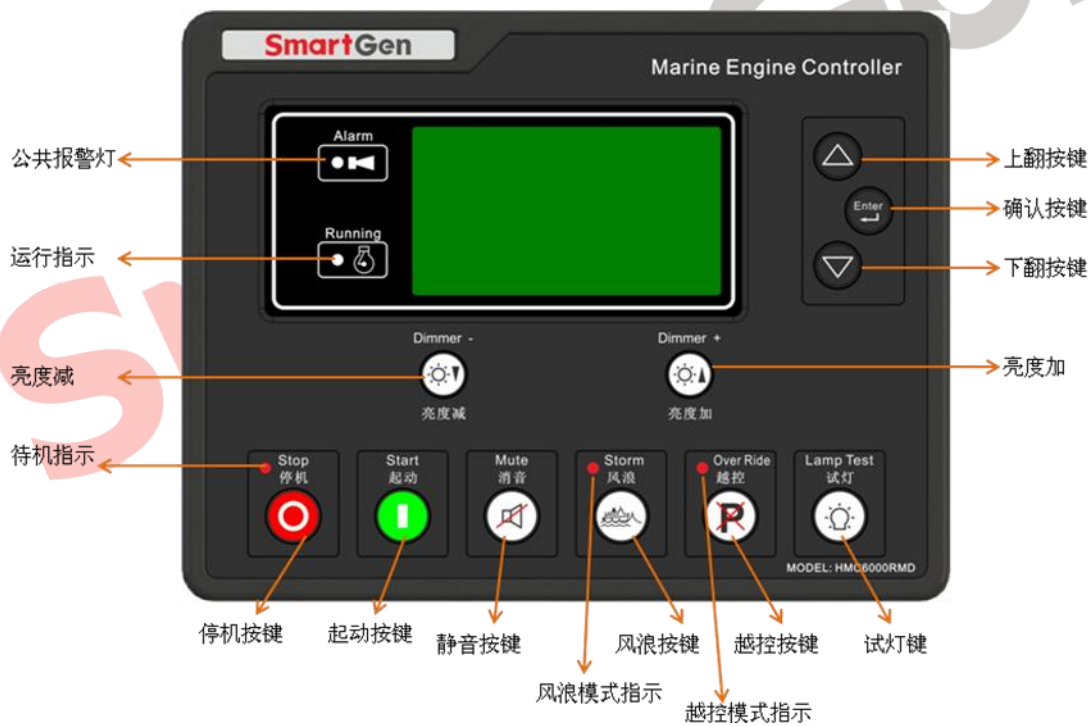 SmartGen
Marine Engine Controller
Alarm
公共报警灯
上翻按键
Enter
确认按键
Running
运行指示
下翻按键
Dimmer -
Dimmer +
亮度减
亮度加
亮度减
亮度加
待机指示
Stop
停机
Start
起动
Mute
消音
Storm
风浪
Over Ride
越控
Lamp Test
试灯
MODEL: HMC6000RMD
停机按键
起动按键
静音按键
风浪按键
越控按键
试灯键
风浪模式指示
越控模式指示